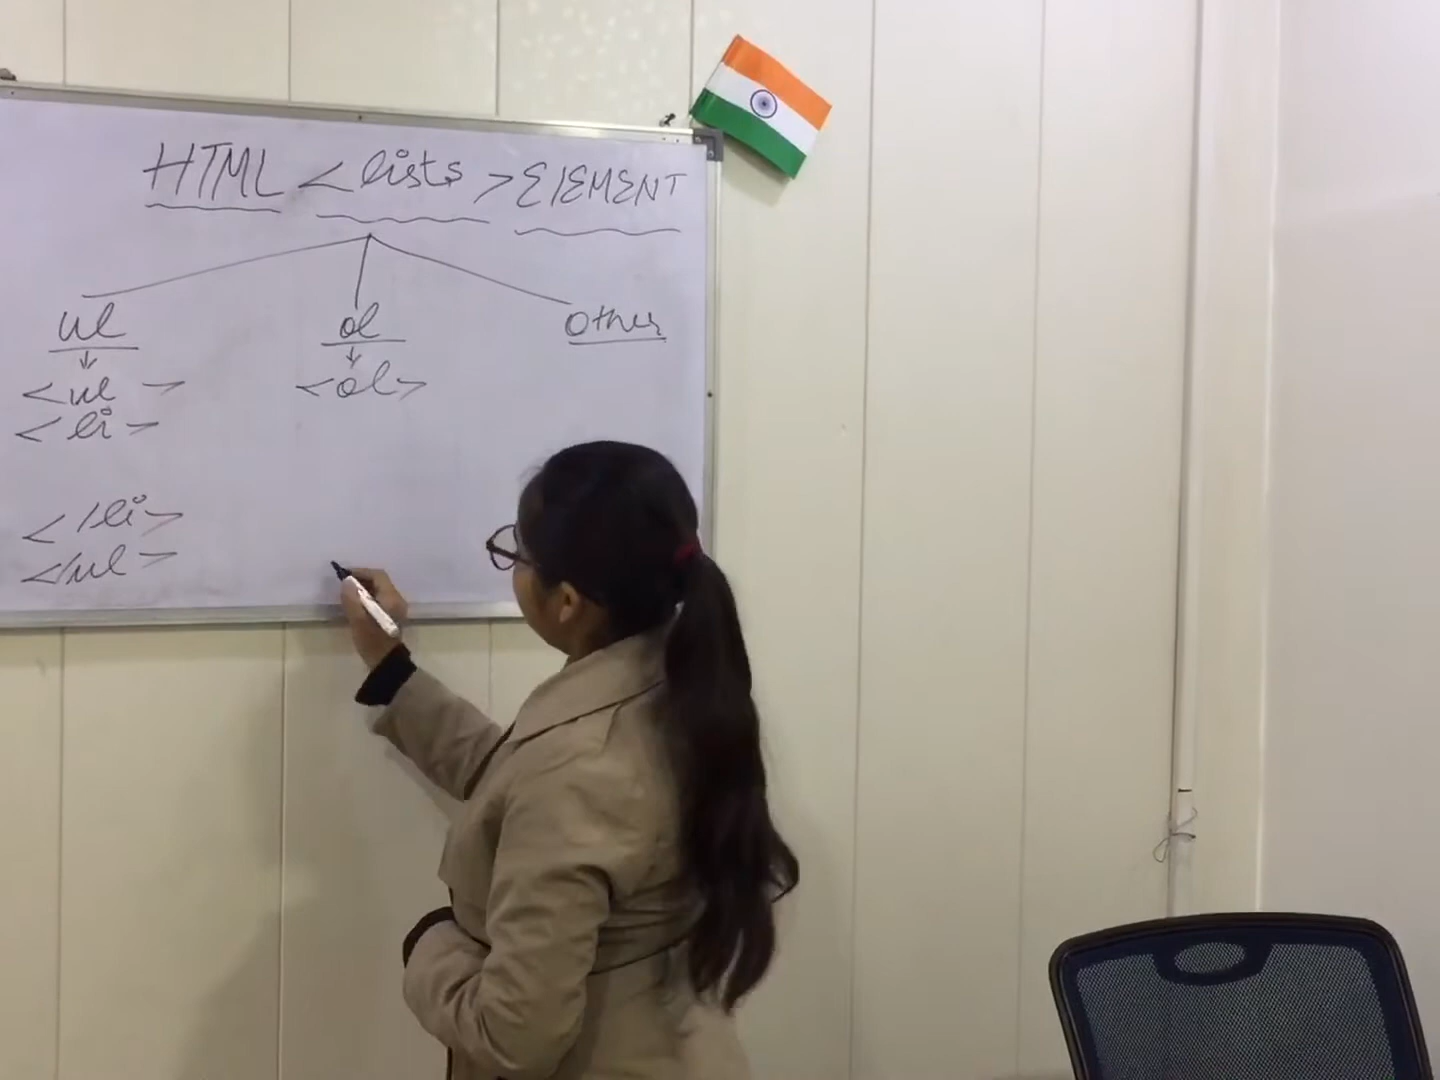 HTML <lists> ElEMENT
ul ol other
<ul> <ol>
<li>
</li>
</ul>